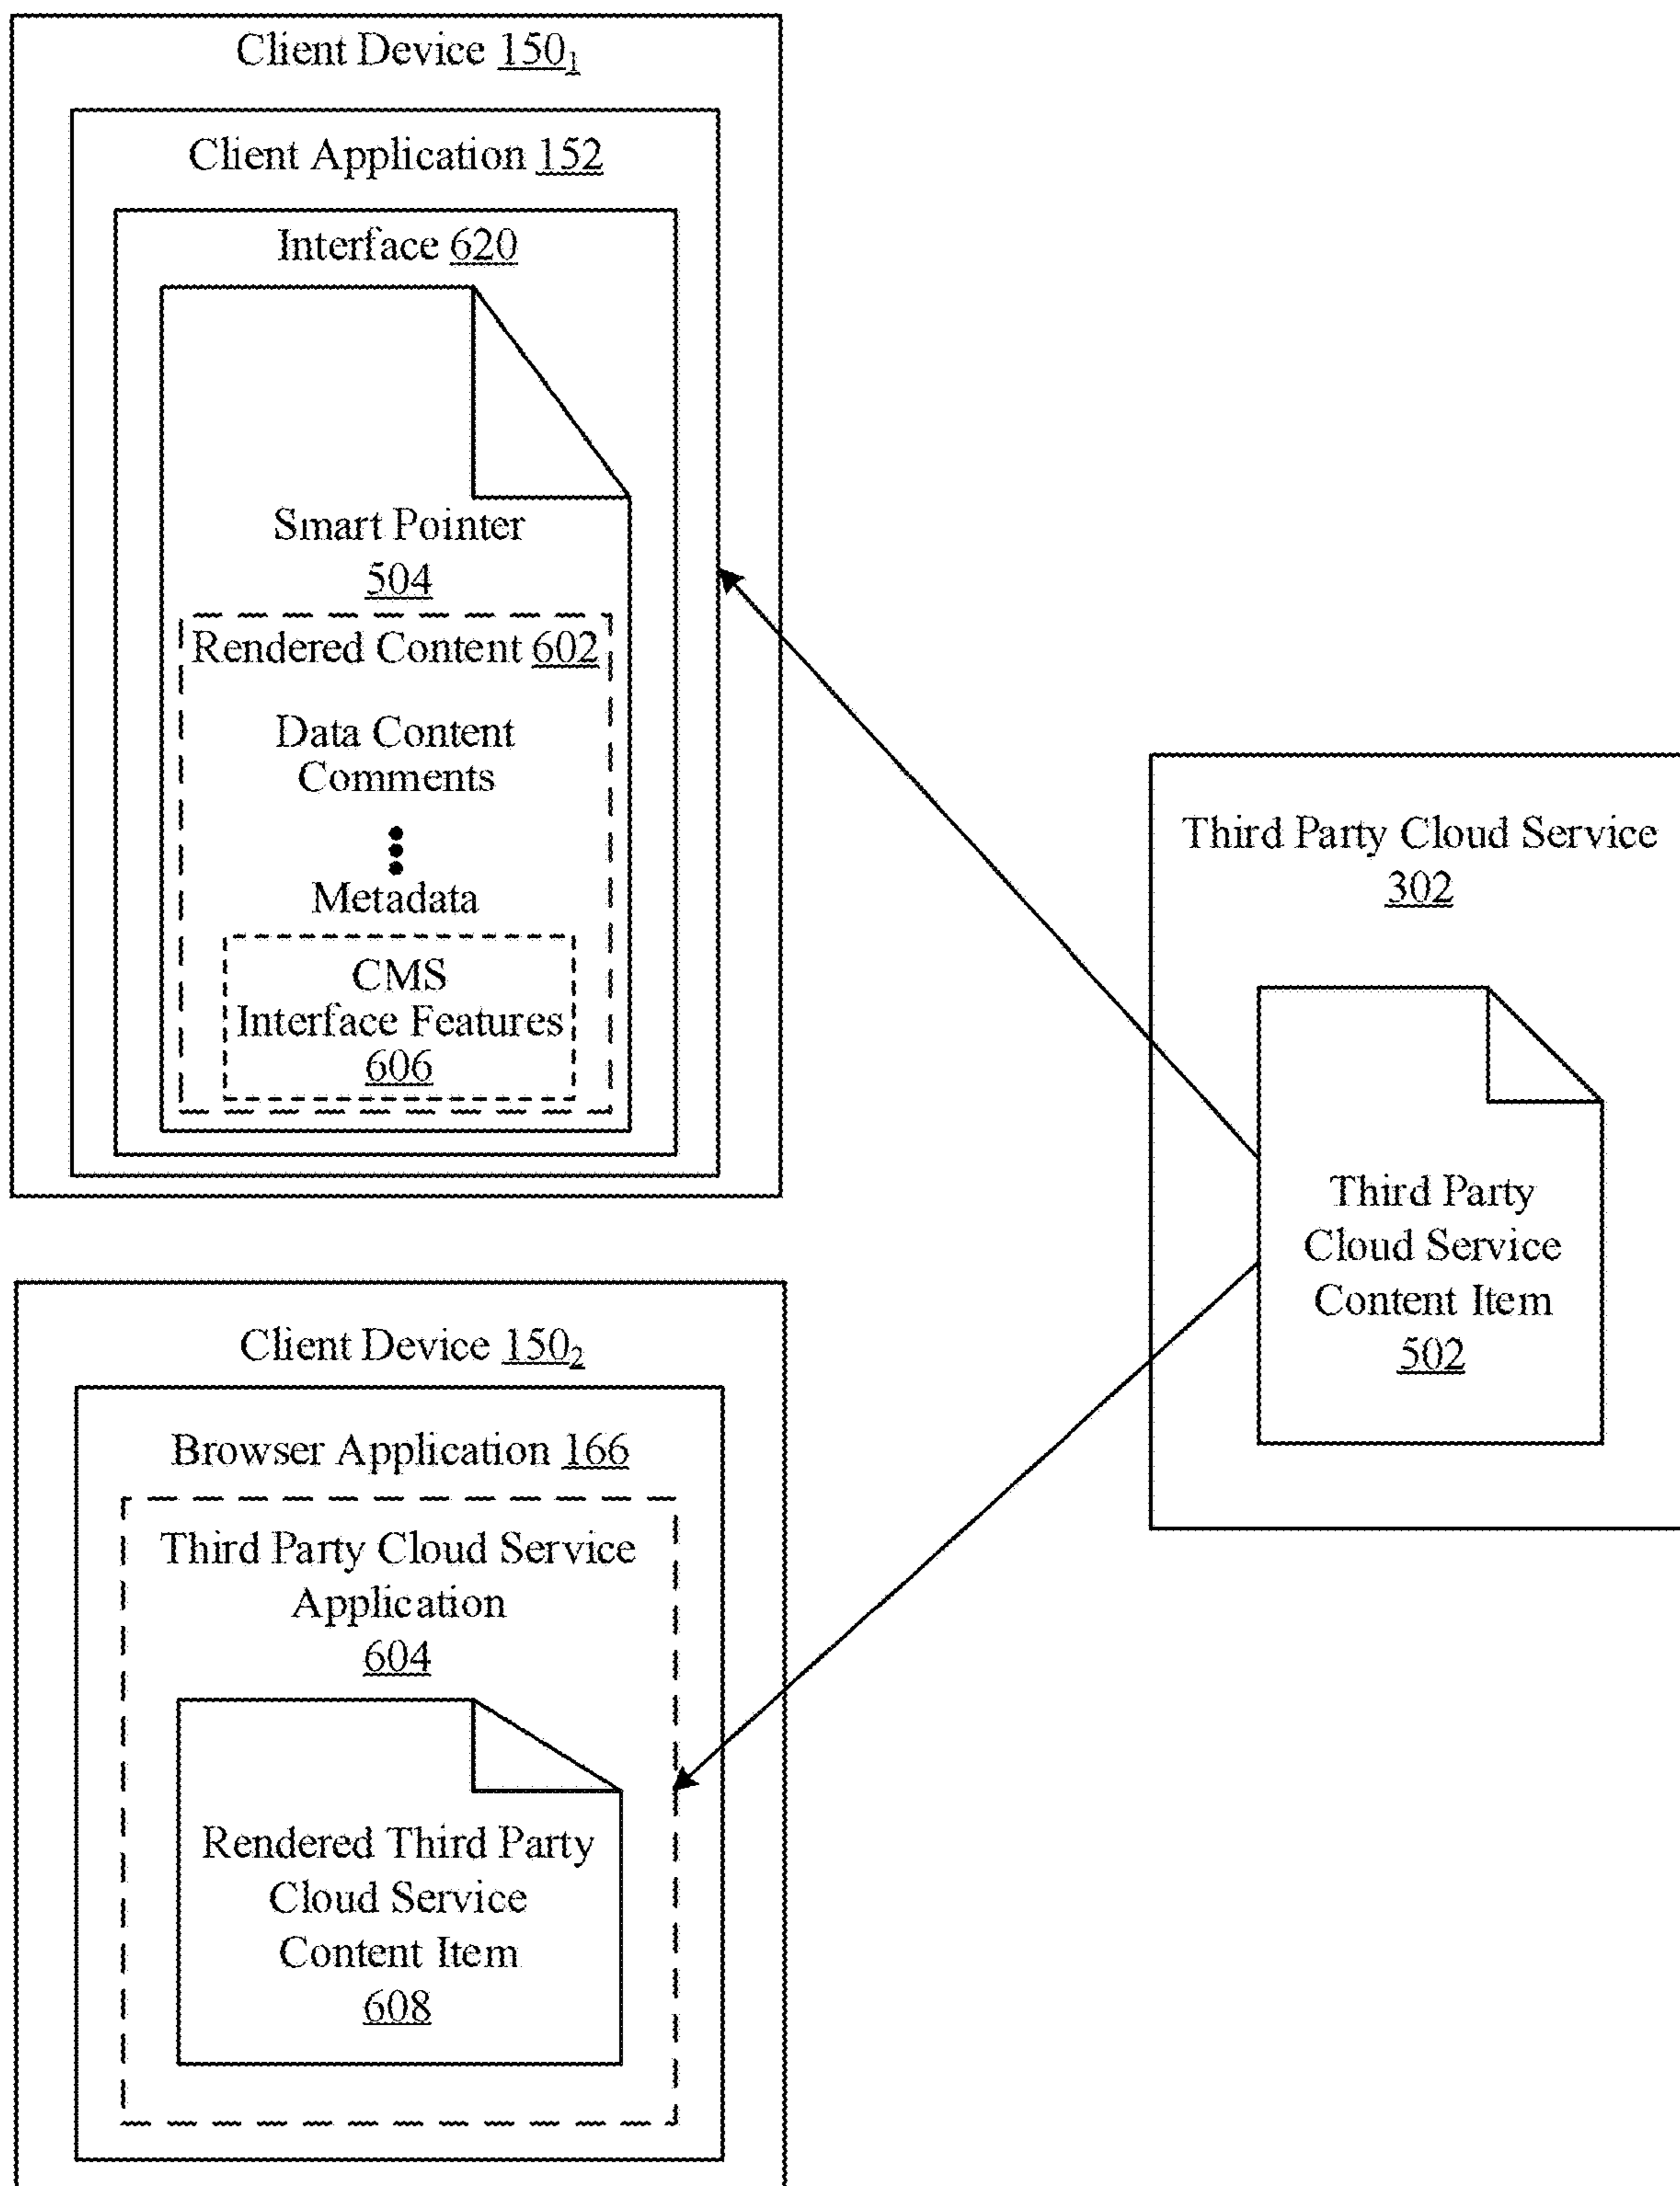 Client Device 150₁
Client Application 152
Interface 620
Smart Pointer
504
Rendered Content 602
Data Content
Comments
Metadata
CMS
Interface Features
606
Third Party Cloud Service
302
Third Party
Cloud Service
Content Item
502
Client Device 150₂
Browser Application 166
Third Party Cloud Service
Application
604
Rendered Third Party
Cloud Service
Content Item
608